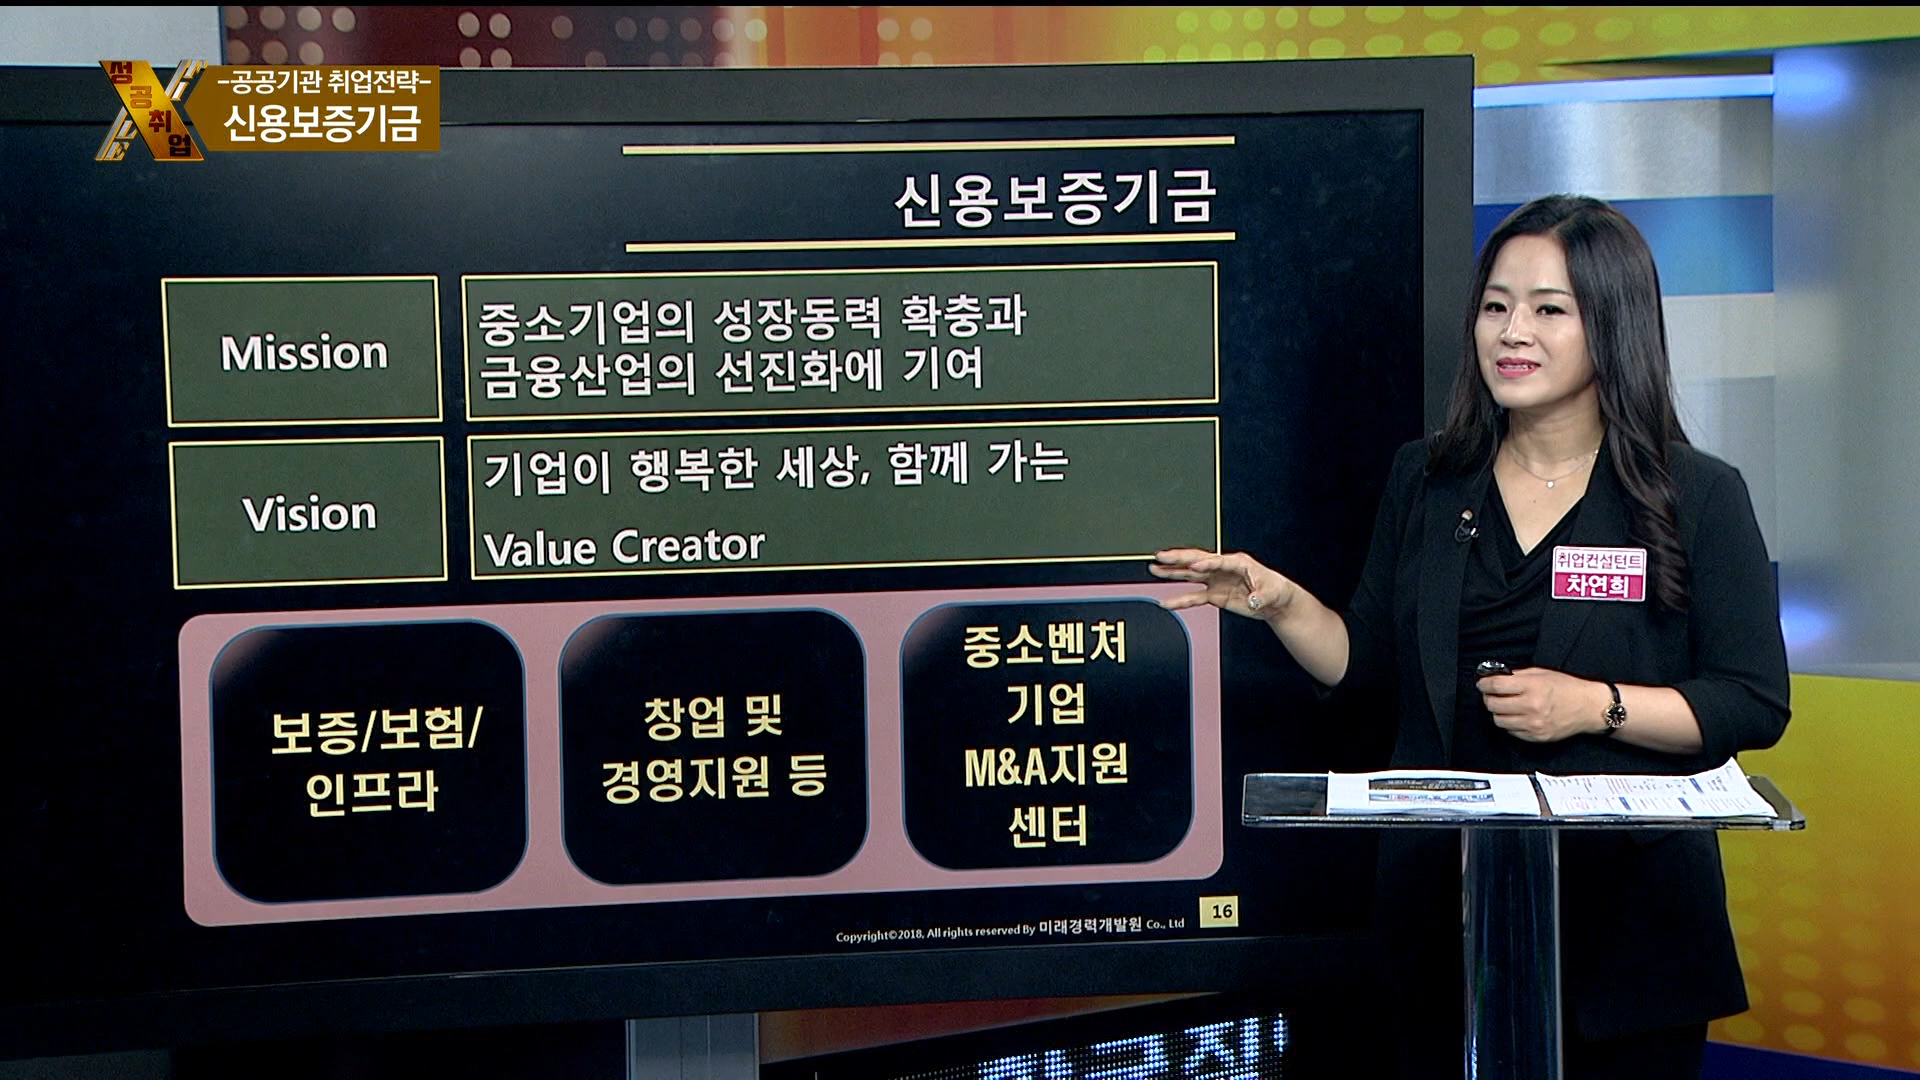 성공취업
X
FILE
-공공기관 취업전략-
신용보증기금
신용보증기금
Mission
중소기업의 성장동력 확충과
금융산업의 선진화에 기여
Vision
기업이 행복한 세상, 함께 가는
Value Creator
보증/보험/
인프라
창업 및
경영지원 등
중소벤처
기업
M&A지원
센터
취업컨설턴트
차연희
Copyright©2018, All rights reserved By 미래경력개발원 Co., Ltd
16